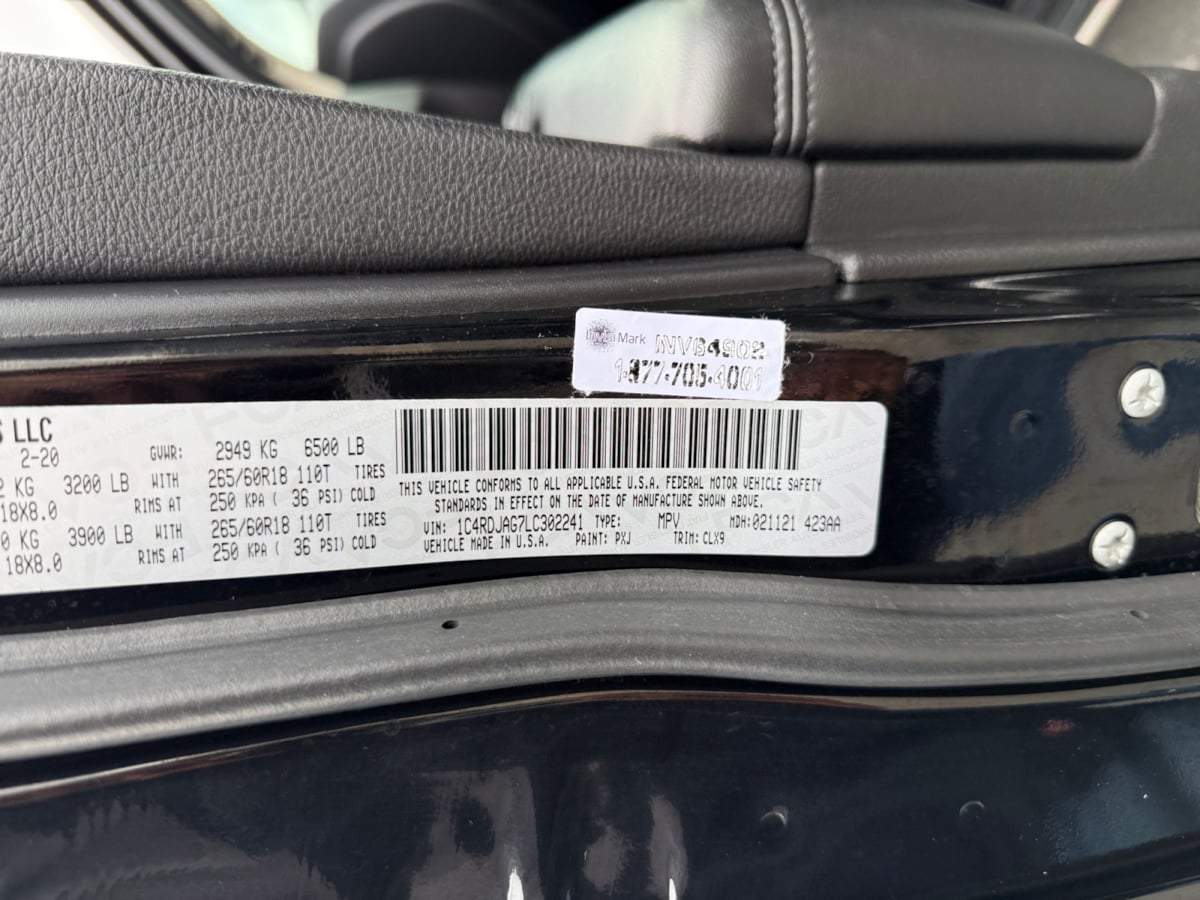 Mark INVB4902
1-877-705-4001
S LLC
2-20 GVWR: 2949 KG 6500 LB
KG 3200 LB WITH 265/60R18 110T TIRES
18X8.0 RIMS AT 250 KPA ( 36 PSI) COLD
0 KG 3900 LB WITH 265/60R18 110T TIRES
18X8.0 RIMS AT 250 KPA ( 36 PSI) COLD
THIS VEHICLE CONFORMS TO ALL APPLICABLE U.S.A. FEDERAL MOTOR VEHICLE SAFETY
STANDARDS IN EFFECT ON THE DATE OF MANUFACTURE SHOWN ABOVE.
VIN: 1C4RDJAG7LC302241 TYPE: MPV MDH:021121 423AA
VEHICLE MADE IN U.S.A. PAINT: PXJ TRIM: CLX9